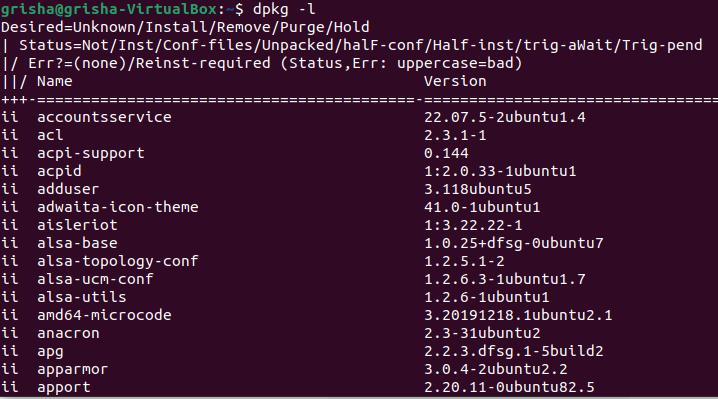 grisha@grisha-VirtualBox:~$ dpkg -l
Desired=Unknown/Install/Remove/Purge/Hold
| Status=Not/Inst/Conf-files/Unpacked/halF-conf/Half-inst/trig-aWait/Trig-pend
|/ Err?=(none)/Reinst-required (Status,Err: uppercase=bad)
||/ Name                                       Version
+++-==========================================-================================
ii  accountsservice                            22.07.5-2ubuntu1.4
ii  acl                                        2.3.1-1
ii  acpi-support                               0.144
ii  acpid                                      1:2.0.33-1ubuntu1
ii  adduser                                    3.118ubuntu5
ii  adwaita-icon-theme                         41.0-1ubuntu1
ii  aisleriot                                  1:3.22.22-1
ii  alsa-base                                  1.0.25+dfsg-0ubuntu7
ii  alsa-topology-conf                         1.2.5.1-2
ii  alsa-ucm-conf                              1.2.6.3-1ubuntu1.7
ii  alsa-utils                                 1.2.6-1ubuntu1
ii  amd64-microcode                            3.20191218.1ubuntu2.1
ii  anacron                                    2.3-31ubuntu2
ii  apg                                        2.2.3.dfsg.1-5build2
ii  apparmor                                   3.0.4-2ubuntu2.2
ii  apport                                     2.20.11-0ubuntu82.5